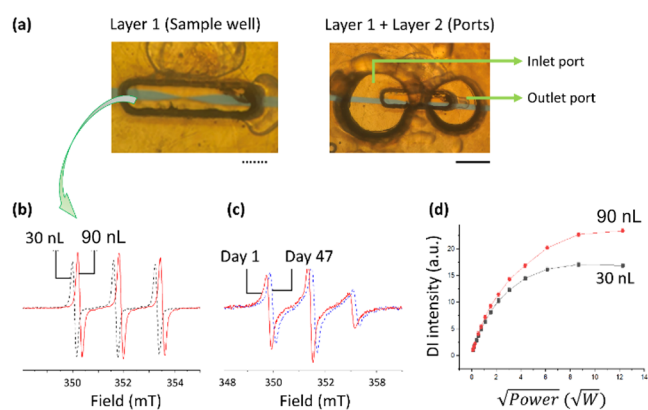 (a)
Layer 1 (Sample well)
Layer 1 + Layer 2 (Ports)
Inlet port
Outlet port
(b)
30 nL
90 nL
350
352
354
Field (mT)
(c)
Day 1
Day 47
348
350
352
358
Field (mT)
(d)
90 nL
30 nL
DI intensity (a.u.)
20
15
10
5
0
0
2
4
6
8
10
12
14
√Power (√W)